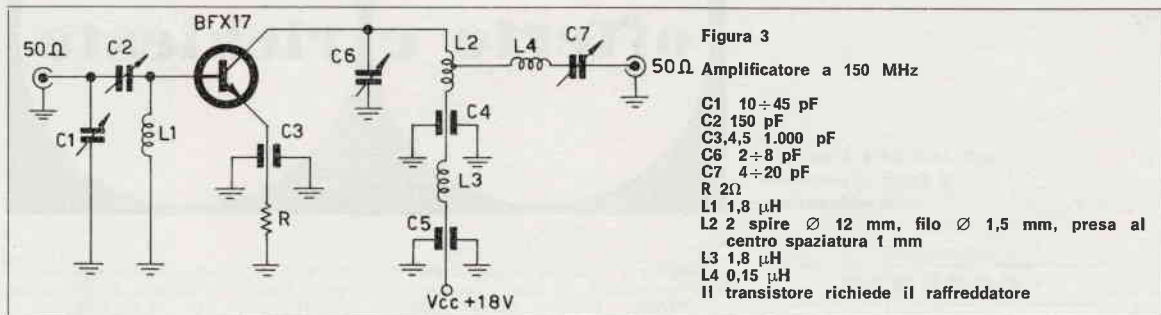 BFX17
50Ω
C2
C1
L1
C3
R
C6
L2
L4
C7
50Ω
C4
L3
C5
Vcc +18V
Figura 3
Amplificatore a 150 MHz
C1 10÷45 pF
C2 150 pF
C3,4,5 1.000 pF
C6 2÷8 pF
C7 4÷20 pF
R 2Ω
L1 1,8 μH
L2 2 spire Ø 12 mm, filo Ø 1,5 mm, presa al
centro spaziatura 1 mm
L3 1,8 μH
L4 0,15 μH
Il transistore richiede il raffreddatore